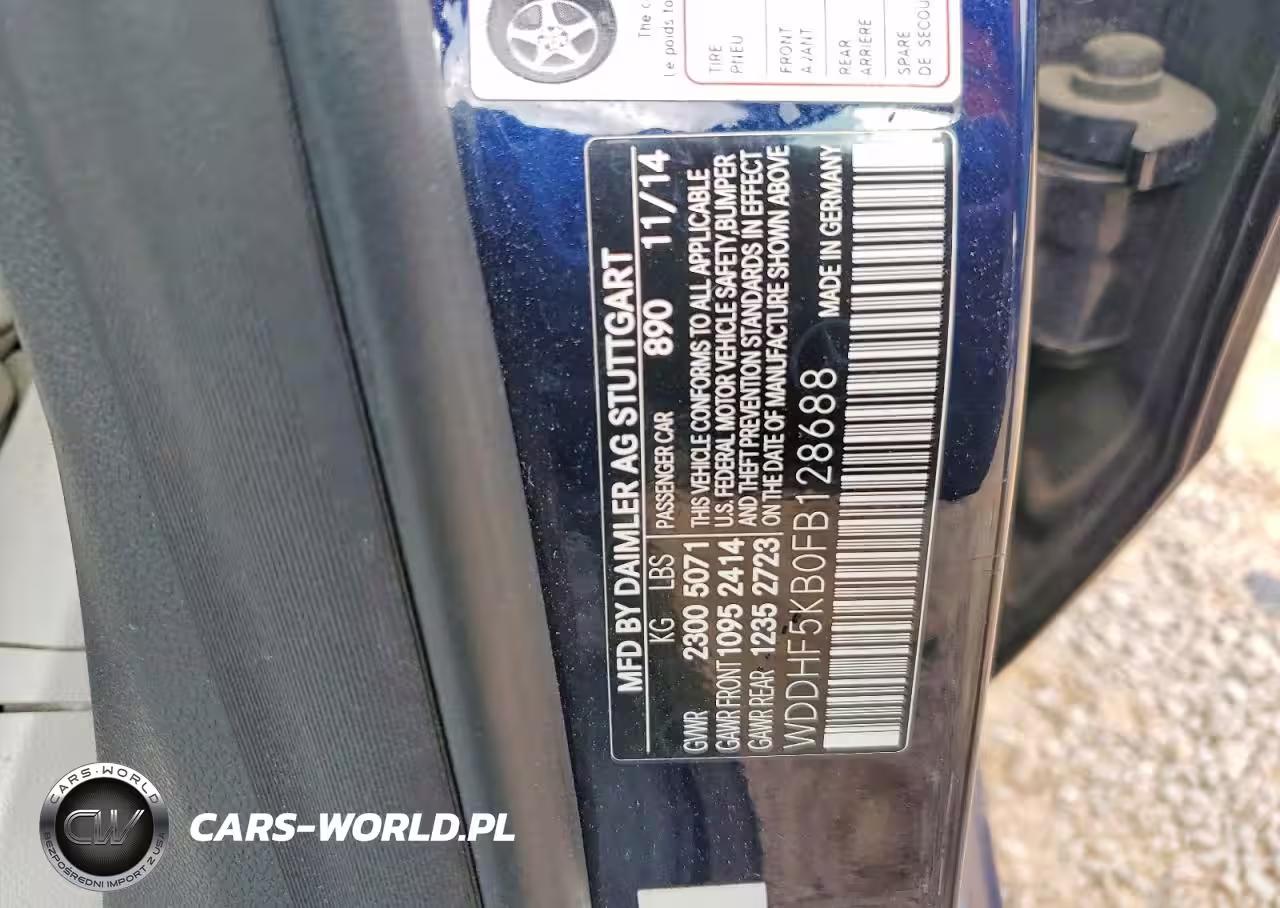 The
Le poids to
TIRE
PNEU
FRONT
AVANT
REAR
ARRIERE
SPARE
DE SECOU
MFD BY DAIMLER AG STUTTGART
KG LBS PASSENGER CAR 890 11/14
GVWR 2300 5071 THIS VEHICLE CONFORMS TO ALL APPLICABLE
GAWR FRONT 1095 2414 U.S. FEDERAL MOTOR VEHICLE SAFETY,BUMPER
GAWR REAR 1235 2723 AND THEFT PREVENTION STANDARDS IN EFFECT
ON THE DATE OF MANUFACTURE SHOWN ABOVE
WDDHF5KB0FB128688 MADE IN GERMANY
CARS-WORLD
CW
BEZPOŚREDNI IMPORT Z USA
CARS-WORLD.PL